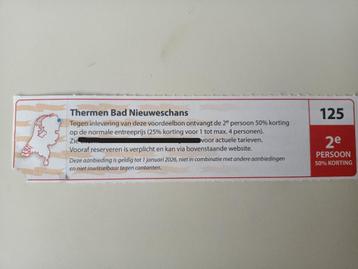 Thermen Bad Nieuweschans
Tegen inlevering van deze voordeelbon ontvangt de 2e persoon 50% korting
op de normale entreeprijs (25% korting voor 1 tot max. 4 personen).
Zie voor actuele tarieven.
Vooraf reserveren is verplicht en kan via bovenstaande website.
Deze aanbieding is geldig tot 1 januari 2026, niet in combinatie met andere aanbiedingen
en niet inwisselbaar tegen contanten.
125
2e
PERSOON
50% KORTING